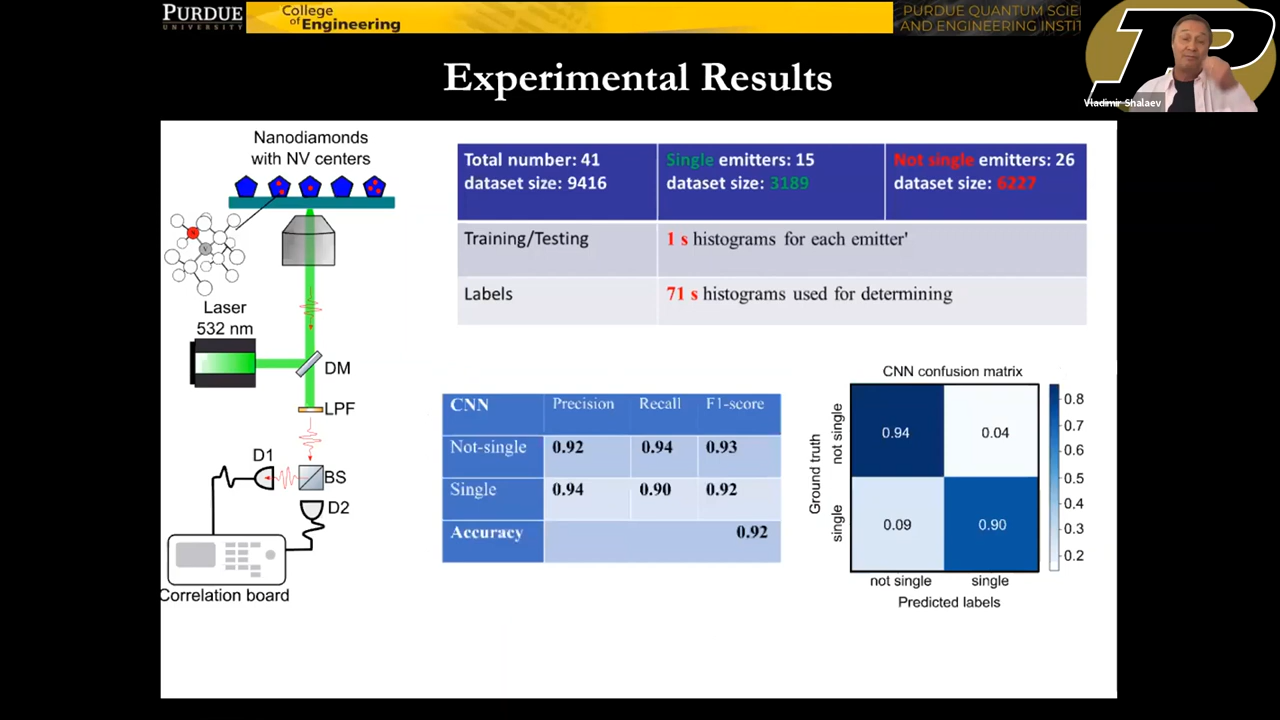 PURDUE
UNIVERSITY
College
of Engineering
PURDUE QUANTUM SCIE
AND ENGINEERING INSTIT
Vladimir Shalaev
Experimental Results
Nanodiamonds
with NV centers
Laser
532 nm
DM
LPF
D1
BS
D2
Correlation board
Total number: 41
dataset size: 9416
Single emitters: 15
dataset size: 3189
Not single emitters: 26
dataset size: 6227
Training/Testing
1 s histograms for each emitter'
Labels
71 s histograms used for determining
CNN Precision Recall F1-score
Not-single 0.92 0.94 0.93
Single 0.94 0.90 0.92
Accuracy 0.92
CNN confusion matrix
Ground truth
not single
single
0.94 0.04
0.09 0.90
not single single
Predicted labels
0.8
0.7
0.6
0.5
0.4
0.3
0.2